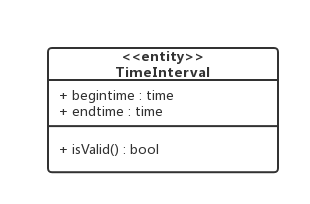 <<entity>>
TimeInterval
+ begintime : time
+ endtime : time
+ isValid() : bool